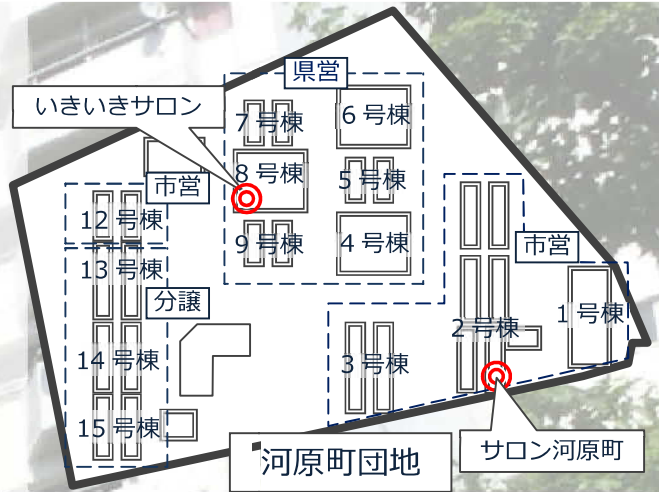 県営
いきいきサロン
7号棟
6号棟
8号棟
5号棟
市営
12号棟
9号棟
4号棟
市営
13号棟
分譲
1号棟
2号棟
14号棟
3号棟
15号棟
河原町団地
サロン河原町